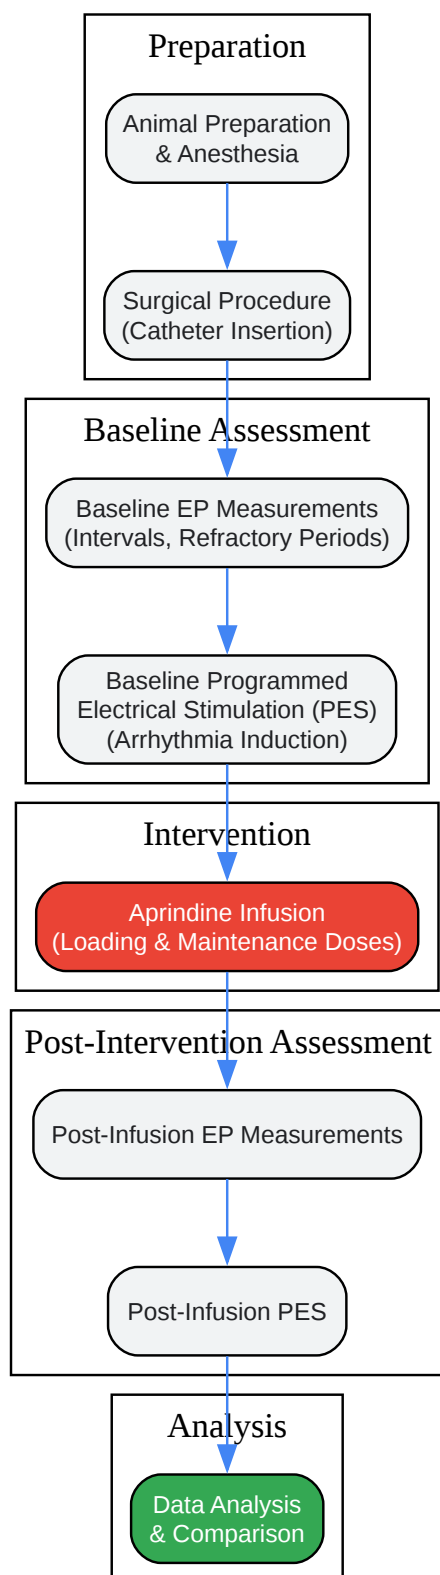 Preparation
Animal Preparation
& Anesthesia
Surgical Procedure
(Catheter Insertion)
Baseline Assessment
Baseline EP Measurements
(Intervals, Refractory Periods)
Baseline Programmed
Electrical Stimulation (PES)
(Arrhythmia Induction)
Intervention
Aprindine Infusion
(Loading & Maintenance Doses)
Post-Intervention Assessment
Post-Infusion EP Measurements
Post-Infusion PES
Analysis
Data Analysis
& Comparison